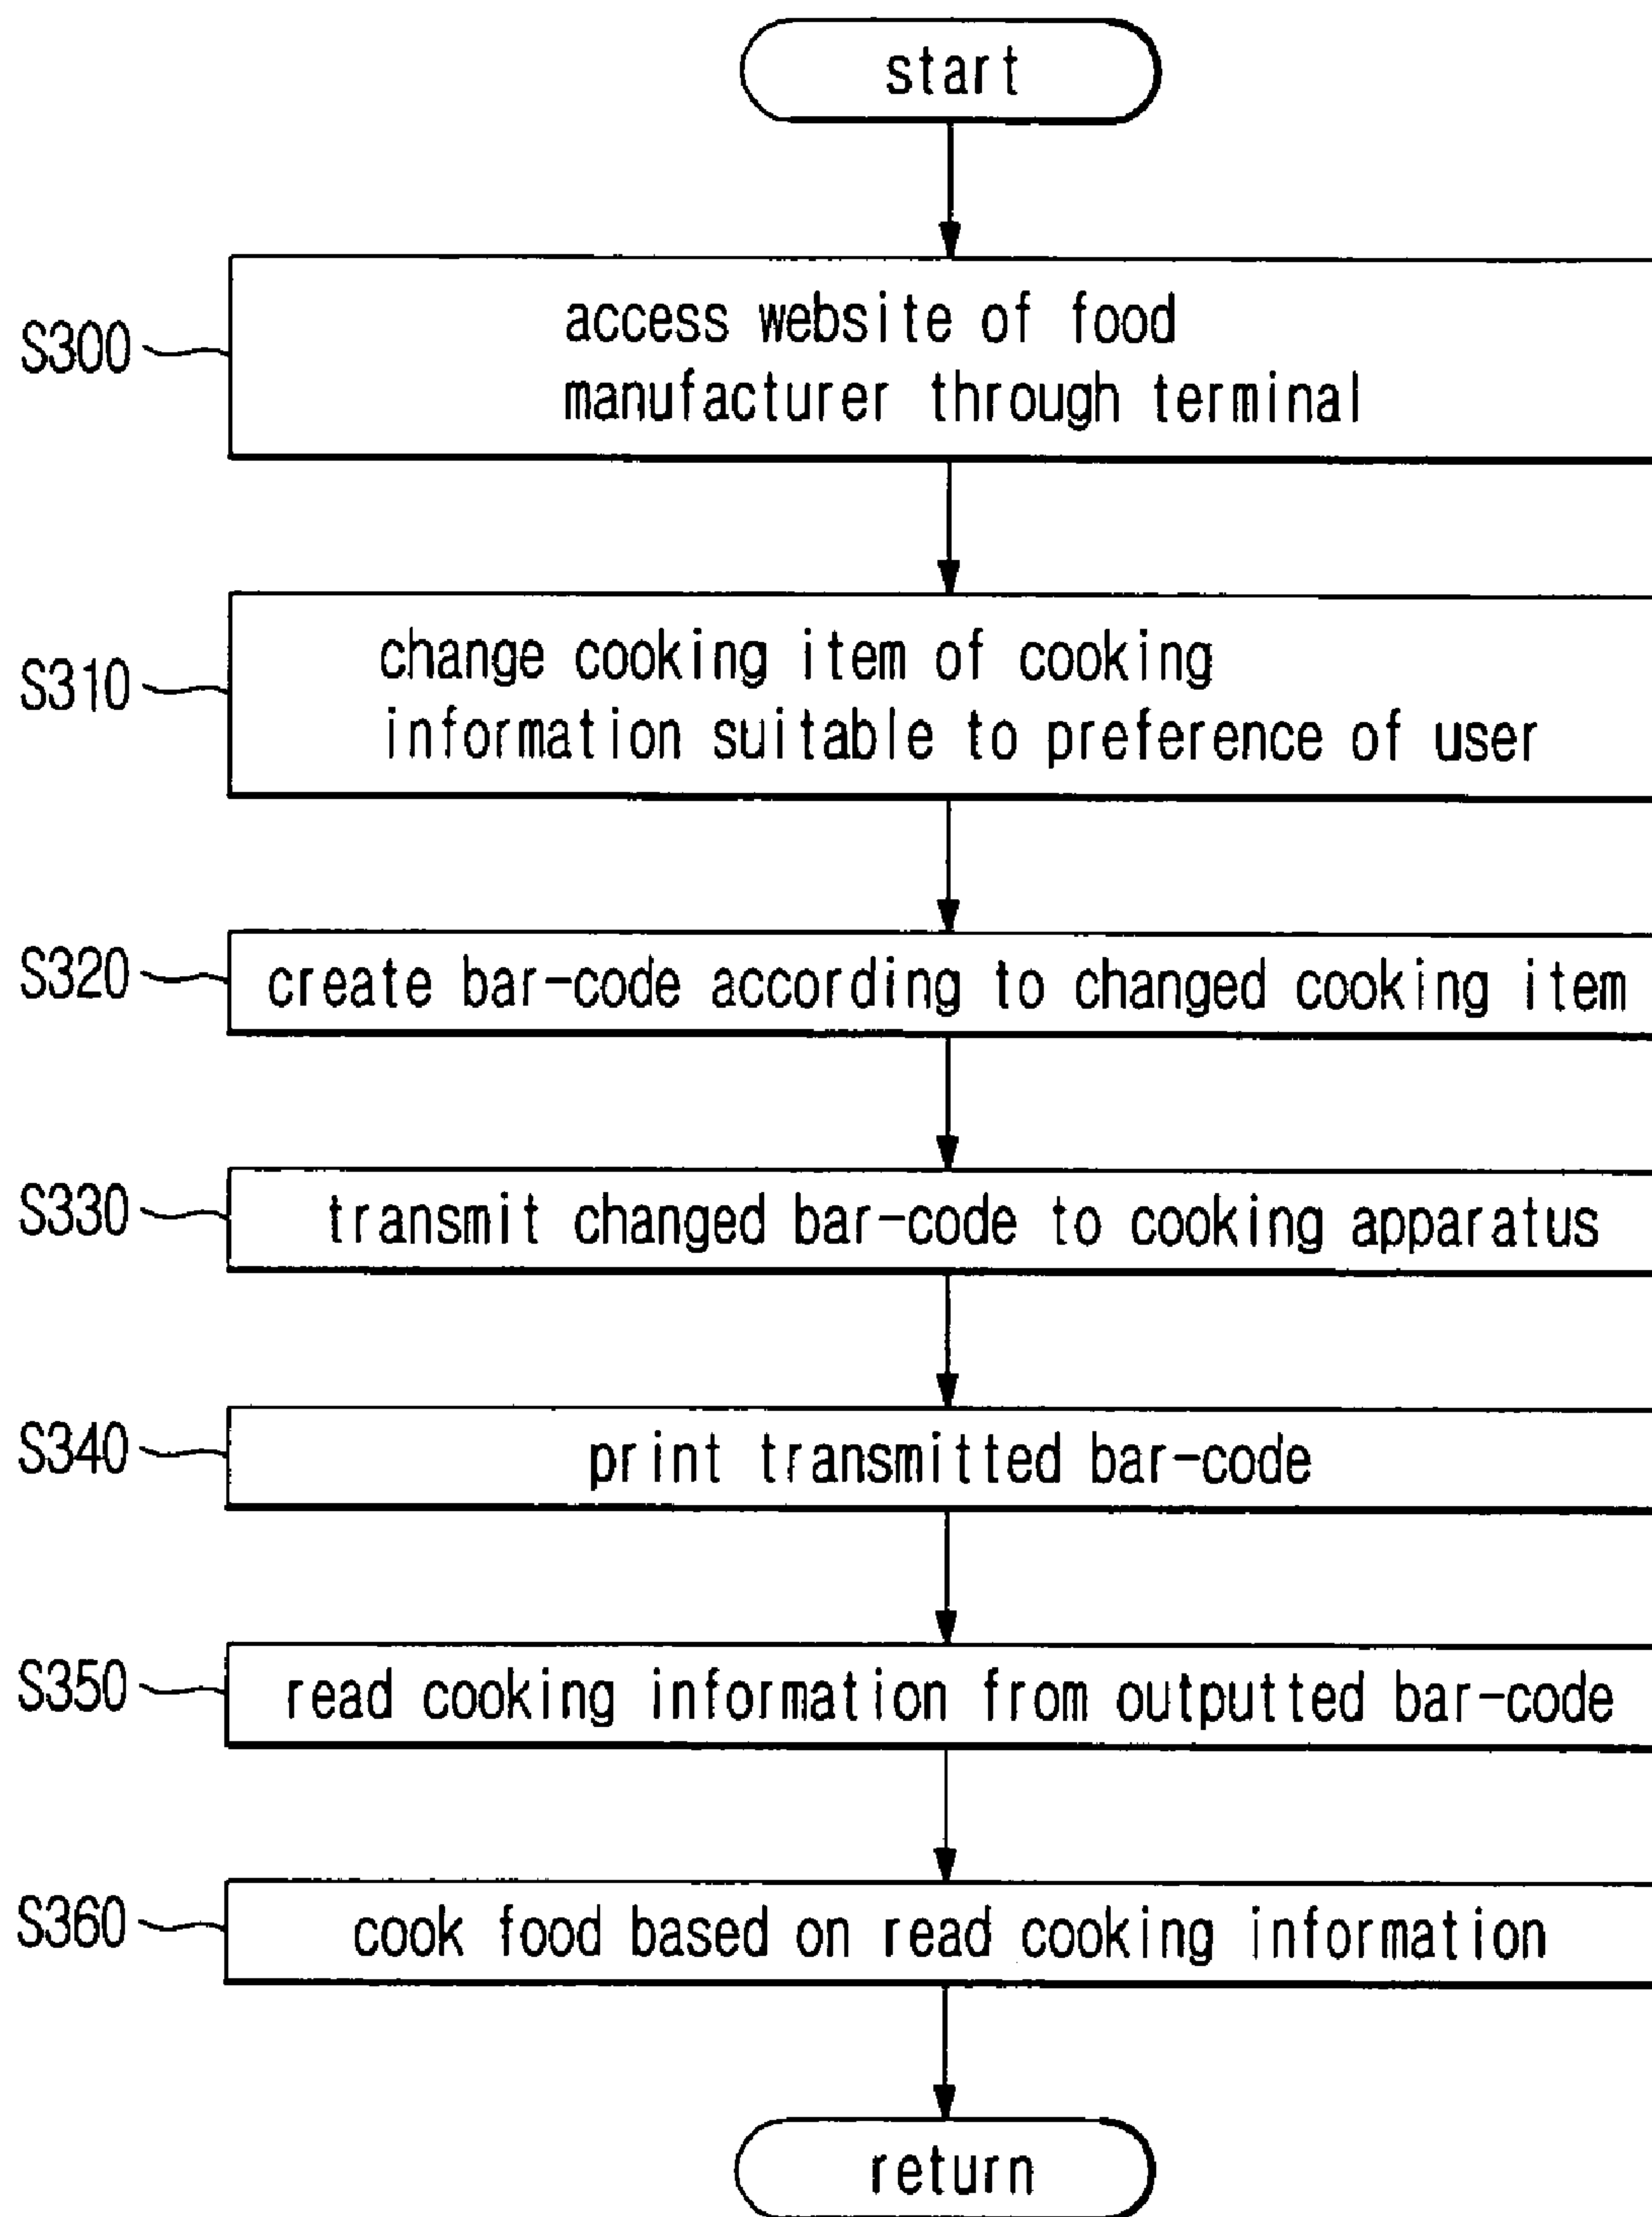 start
S300
access website of food
manufacturer through terminal
S310
change cooking item of cooking
information suitable to preference of user
S320
create bar-code according to changed cooking item
S330
transmit changed bar-code to cooking apparatus
S340
print transmitted bar-code
S350
read cooking information from outputted bar-code
S360
cook food based on read cooking information
return